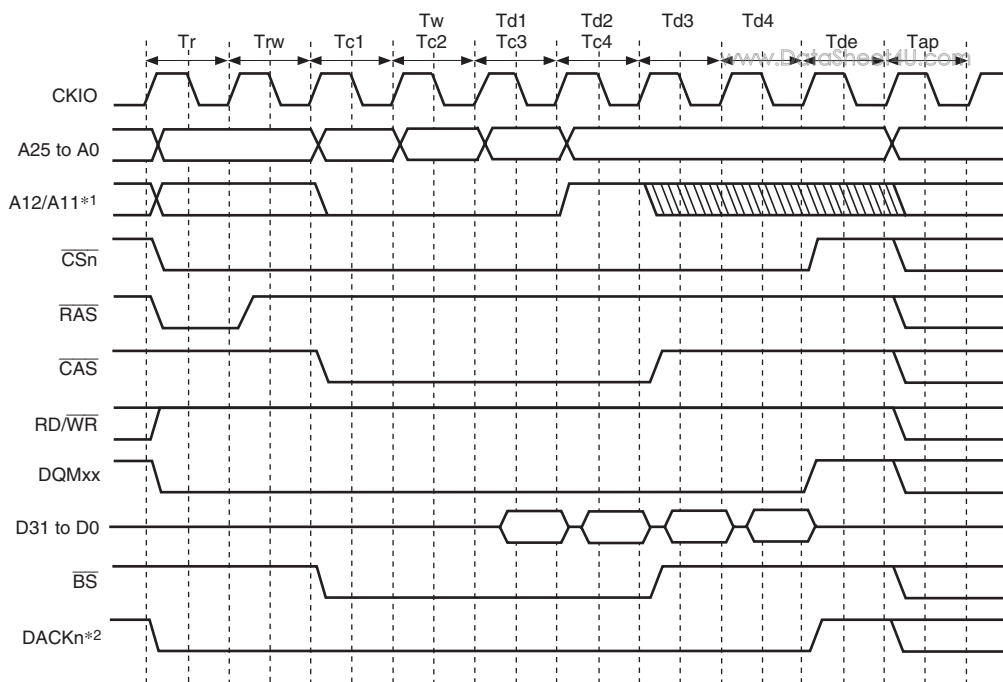 Tw Td1 Td2 Td3 Td4
Tr Trw Tc1 Tc2 Tc3 Tc4 Tde Tap
www.DataSheet4U.com
CKIO
A25 to A0
A12/A11*1
CSn
RAS
CAS
RD/WR
DQMxx
D31 to D0
BS
DACKn*2